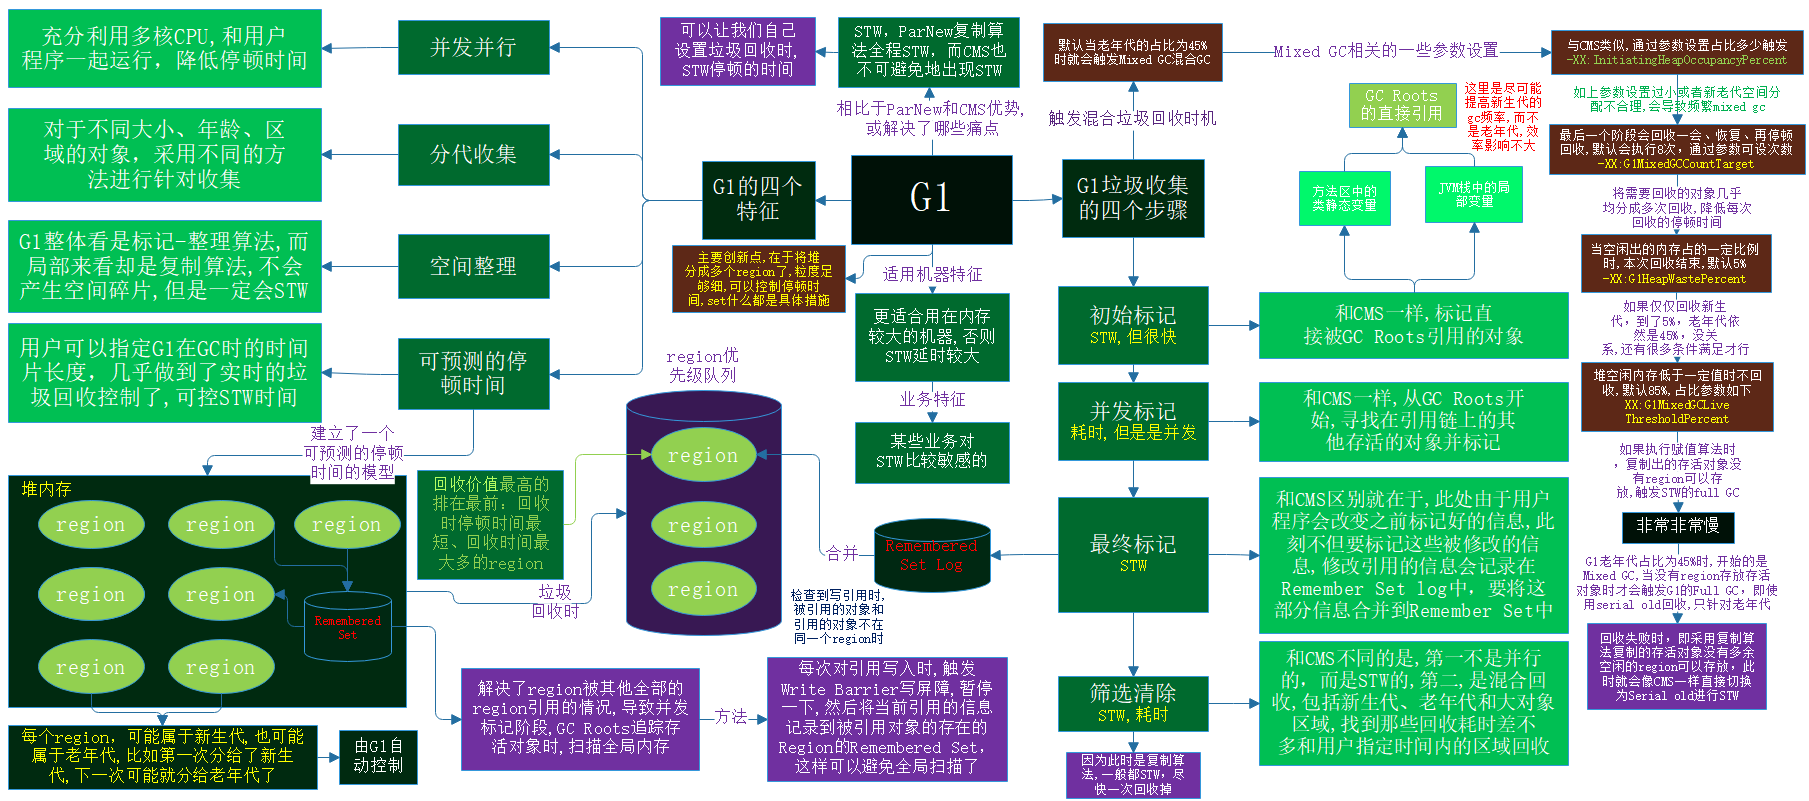 充分利用多核CPU,和用户
程序一起运行，降低停顿时间
并发并行
对于不同大小、年龄、区
域的对象，采用不同的方
法进行针对收集
分代收集
G1整体看是标记-整理算法,而
局部来看却是复制算法,不会
产生空间碎片,但是一定会STW
空间整理
用户可以指定G1在GC时的时间
片长度，几乎做到了实时的垃
圾回收控制了,可控STW时间
可预测的停
顿时间
G1的四个
特征
可以让我们自己
设置垃圾回收时,
STW停顿的时间
STW，ParNew复制算
法全程STW，而CMS也
不可避免地出现STW
相比于ParNew和CMS优势,
或解决了哪些痛点
G1
主要创新点,在于将堆
分成多个region了,粒度足
够细,可以控制停顿时
间,set什么都是具体措施
适用机器特征
更适合用在内存
较大的机器,否则
STW延时较大
业务特征
某些业务对
STW比较敏感的
建立了一个
可预测的停顿
时间的模型
堆内存
region
region
region
region
region
region
region
Remembered
Set
每个region，可能属于新生代,也可能
属于老年代,比如第一次分给了新生
代,下一次可能就分给老年代了
由G1自
动控制
回收价值最高的
排在最前：回收
时停顿时间最
短、回收时间最
大多的region
垃圾
回收时
region优
先级队列
region
region
region
合并
Remembered
Set Log
检查到写引用时,
被引用的对象和
引用的对象不在
同一个region时
解决了region被其他全部的
region引用的情况,导致并发
标记阶段,GC Roots追踪存
活对象时,扫描全局内存
方法
每次对引用写入时,触发
Write Barrier写屏障,暂停
一下,然后将当前引用的信息
记录到被引用对象的存在的
Region的Remembered Set，
这样可以避免全局扫描了
默认当老年代的占比为45%
时就会触发Mixed GC混合GC
触发混合垃圾回收时机
G1垃圾收集
的四个步骤
初始标记
STW,但很快
并发标记
耗时,但是是并发
最终标记
STW
筛选清除
STW,耗时
因为此时是复制算
法,一般都STW，尽
快一次回收掉
GC Roots
的直接引用
方法区中的
类静态变量
JVM栈中的局
部变量
这里是尽可能
提高新生代的
gc频率,而不
是老年代,效
率影响不大
和CMS一样,标记直
接被GC Roots引用的对象
和CMS一样,从GC Roots开
始,寻找在引用链上的其
他存活的对象并标记
和CMS区别就在于,此处由于用户
程序会改变之前标记好的信息,此
刻不但要标记这些被修改的信
息,修改引用的信息会记录在
Remember Set log中，要将这
部分信息合并到Remember Set中
和CMS不同的是,第一不是并行
的，而是STW的,第二,是混合回
收,包括新生代、老年代和大对象
区域,找到那些回收耗时差不
多和用户指定时间内的区域回收
Mixed GC相关的一些参数设置
与CMS类似,通过参数设置占比多少触发
-XX:InitiatingHeapOccupancyPercent
如上参数设置过小或者新老代空间分
配不合理,会导致频繁mixed gc
最后一个阶段会回收一会、恢复、再停顿
回收,默认会执行8次，通过参数可设次数
-XX:G1MixedGCCountTarget
将需要回收的对象几乎
均分成多次回收,降低每次
回收的停顿时间
当空闲出的内存占的一定比例
时,本次回收结束,默认5%
-XX:G1HeapWastePercent
如果仅仅回收新生
代，到了5%，老年代依
然是45%，没关
系,还有很多条件满足才行
堆空闲内存低于一定值时不回
收,默认85%,占比参数如下
XX:G1MixedGCLive
ThresholdPercent
如果执行赋值算法时
，复制出的存活对象没
有region可以存
放,触发STW的full GC
非常非常慢
G1老年代占比为45%时,开始的是
Mixed GC,当没有region存放存活
对象时才会触发G1的Full GC，即使
用serial old回收,只针对老年代
回收失败时，即采用复制算
法复制的存活对象没有多余
空闲的region可以存放，此
时就会像CMS一样直接切换
为Serial old进行STW